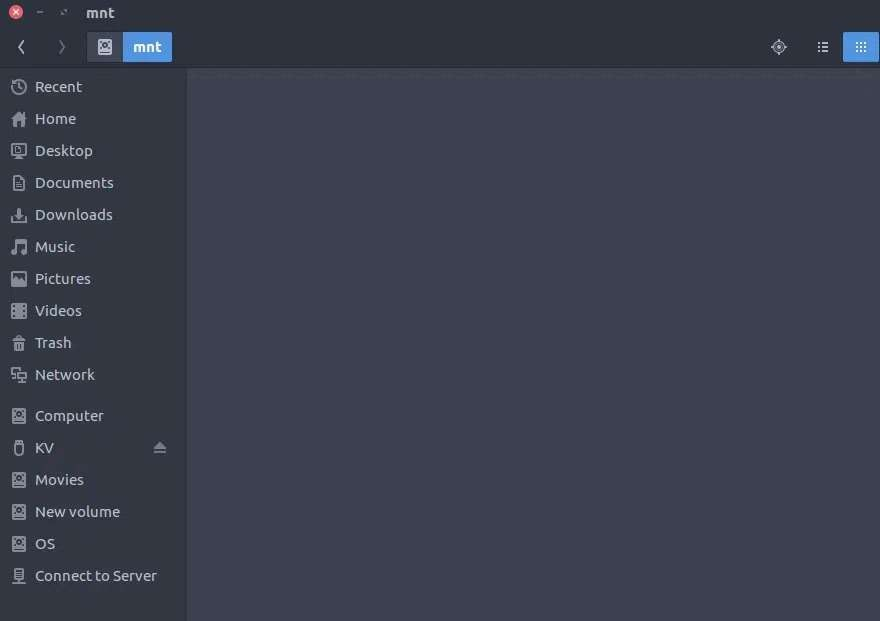 mnt
mnt
Recent
Home
Desktop
Documents
Downloads
Music
Pictures
Videos
Trash
Network
Computer
KV
Movies
New volume
OS
Connect to Server